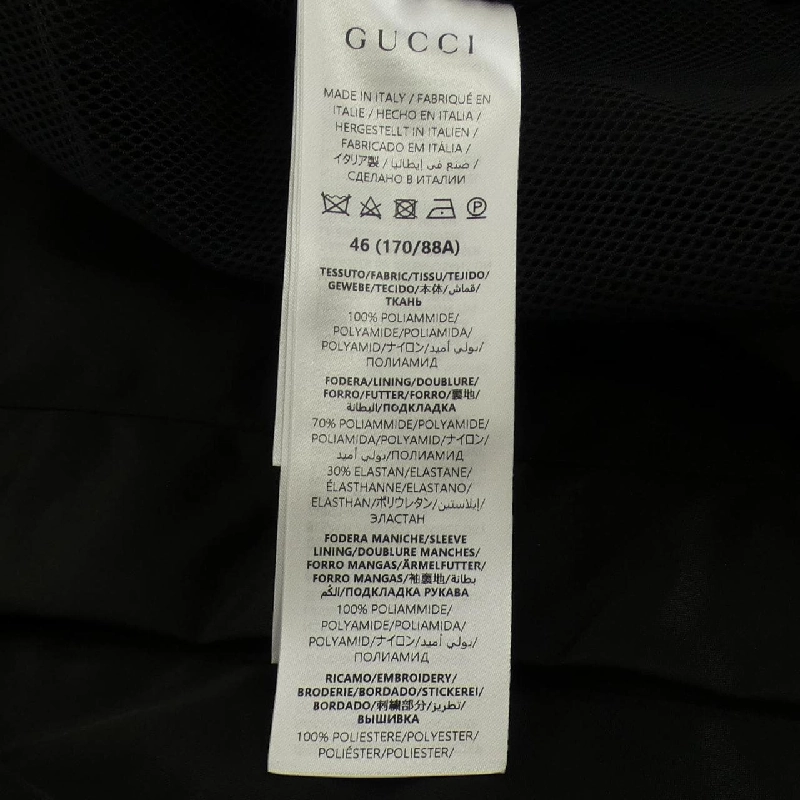 GUCCI
MADE IN ITALY / FABRIQUÉ EN
ITALIE / HECHO EN ITALIA /
HERGESTELLT IN ITALIEN /
FABRICADO EM ITÁLIA /
イタリア製 / صنع في إيطاليا /
СДЕЛАНО В ИТАЛИИ
P
46 (170/88A)
TESSUTO/FABRIC/TISSU/TEJIDO/
GEWEBE/TECIDO/本体/قماش/
ТКАНЬ
100% POLIAMMIDE/
POLYAMIDE/POLIAMIDA/
POLYAMID/ナイロン/بولي أميد/
ПОЛИАМИД
FODERA/LINING/DOUBLURE/
FORRO/FUTTER/FORRO/裏地/
البطانة/ПОДКЛАДКА
70% POLIAMMIDE/POLYAMIDE/
POLIAMIDA/POLYAMID/ナイロン/
بولي أميد/ПОЛИАМИД
30% ELASTAN/ELASTANE/
ÉLASTHANNE/ELASTANO/
ELASTHAN/ポリウレタン/إيلاستين/
ЭЛАСТАН
FODERA MANICHE/SLEEVE
LINING/DOUBLURE MANCHES/
FORRO MANGAS/ÄRMELFUTTER/
FORRO MANGAS/袖裏地/بطانة
الكُم/ПОДКЛАДКА РУКАВА
100% POLIAMMIDE/
POLYAMIDE/POLIAMIDA/
POLYAMID/ナイロン/بولي أميد/
ПОЛИАМИД
RICAMO/EMBROIDERY/
BRODERIE/BORDADO/STICKEREI/
BORDADO/刺繍部分/تطريز/
ВЫШИВКА
100% POLIESTERE/POLYESTER/
POLIÉSTER/POLIESTER/